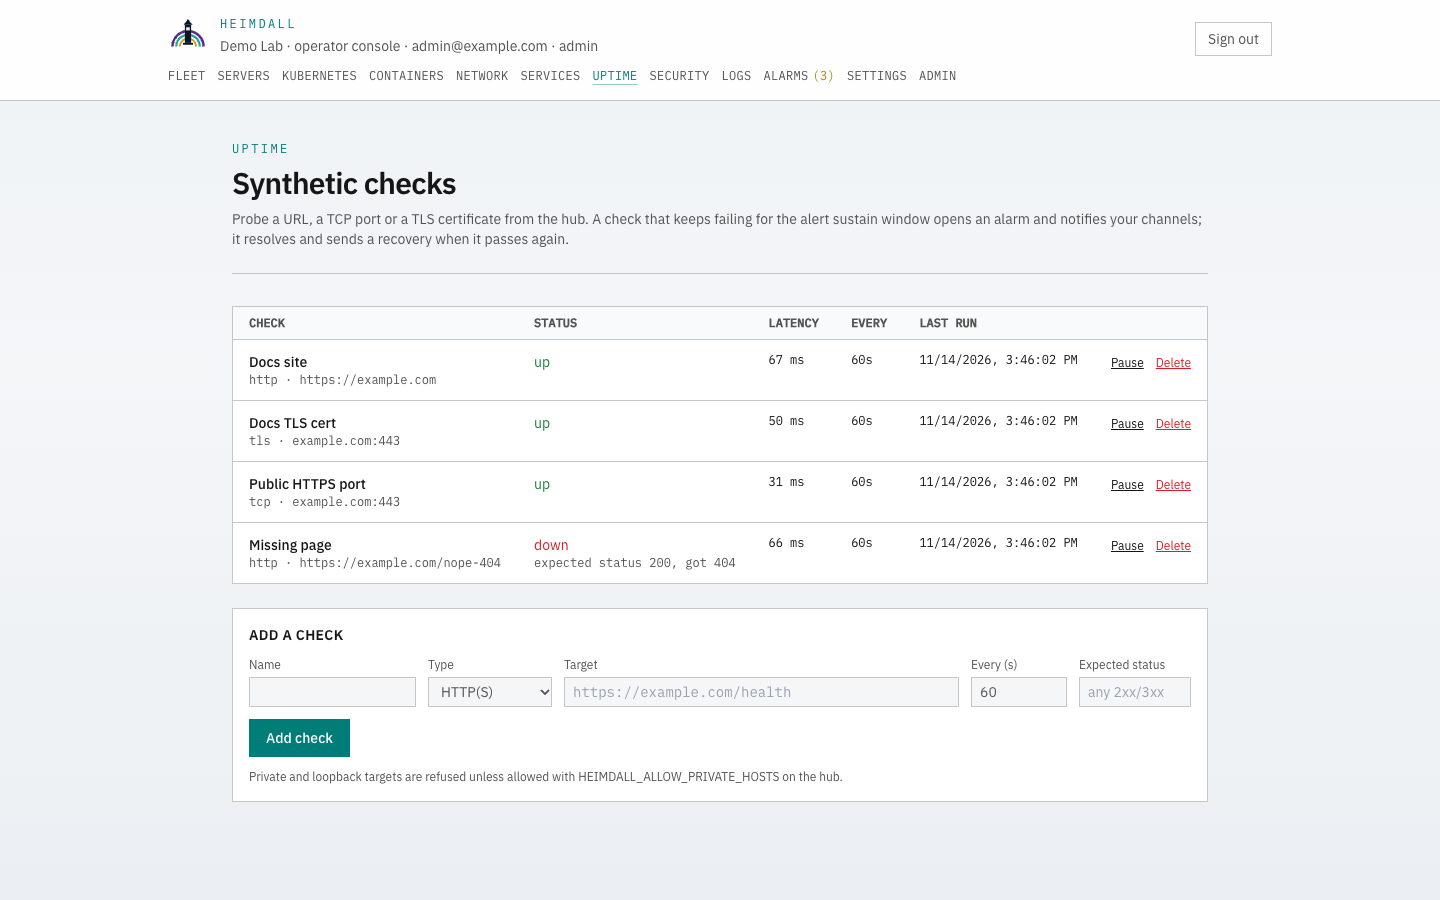 HEIMDALL
Demo Lab · operator console · admin@example.com · admin
Sign out
FLEET SERVERS KUBERNETES CONTAINERS NETWORK SERVICES UPTIME SECURITY LOGS ALARMS (3) SETTINGS ADMIN
UPTIME
Synthetic checks
Probe a URL, a TCP port or a TLS certificate from the hub. A check that keeps failing for the alert sustain window opens an alarm and notifies your channels;
it resolves and sends a recovery when it passes again.
CHECK STATUS LATENCY EVERY LAST RUN
Docs site up 67 ms 60s 11/14/2026, 3:46:02 PM Pause Delete
http · https://example.com
Docs TLS cert up 50 ms 60s 11/14/2026, 3:46:02 PM Pause Delete
tls · example.com:443
Public HTTPS port up 31 ms 60s 11/14/2026, 3:46:02 PM Pause Delete
tcp · example.com:443
Missing page down 66 ms 60s 11/14/2026, 3:46:02 PM Pause Delete
http · https://example.com/nope-404 expected status 200, got 404
ADD A CHECK
Name Type Target Every (s) Expected status
HTTP(S) https://example.com/health 60 any 2xx/3xx
Add check
Private and loopback targets are refused unless allowed with HEIMDALL_ALLOW_PRIVATE_HOSTS on the hub.